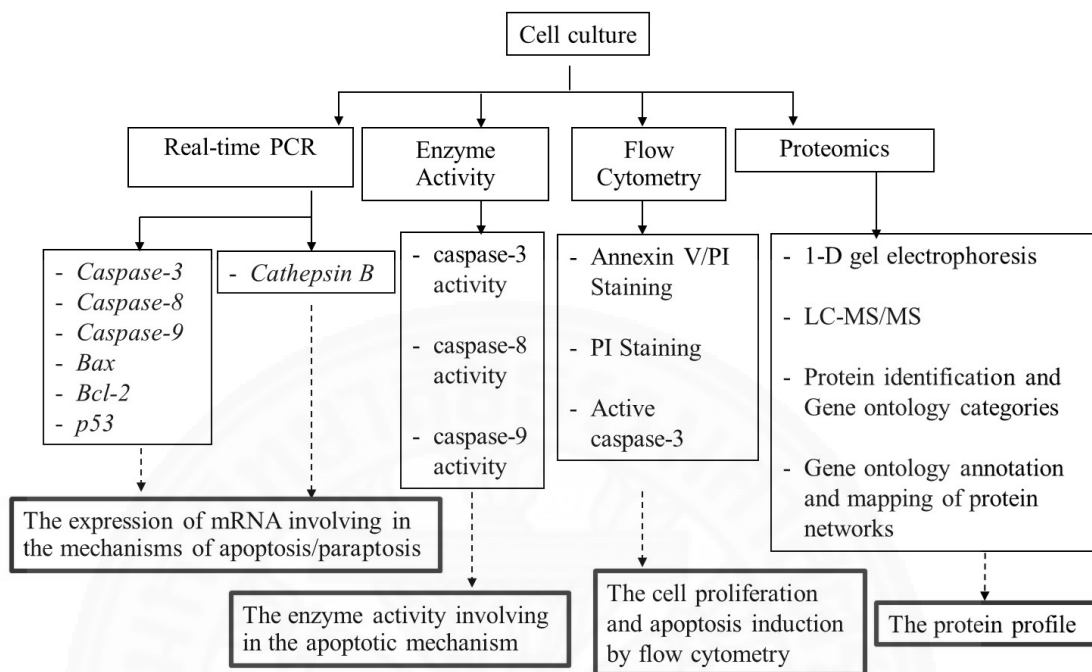 Cell culture
Real-time PCR
Enzyme
Activity
Flow
Cytometry
Proteomics
- Caspase-3
- Caspase-8
- Caspase-9
- Bax
- Bcl-2
- p53
- Cathepsin B
- caspase-3
activity
- caspase-8
activity
- caspase-9
activity
- Annexin V/PI
Staining
- PI Staining
- Active
caspase-3
- 1-D gel electrophoresis
- LC-MS/MS
- Protein identification and
Gene ontology categories
- Gene ontology annotation
and mapping of protein
networks
The expression of mRNA involving in
the mechanisms of apoptosis/paraptosis
The enzyme activity involving
in the apoptotic mechanism
The cell proliferation
and apoptosis induction
by flow cytometry
The protein profile